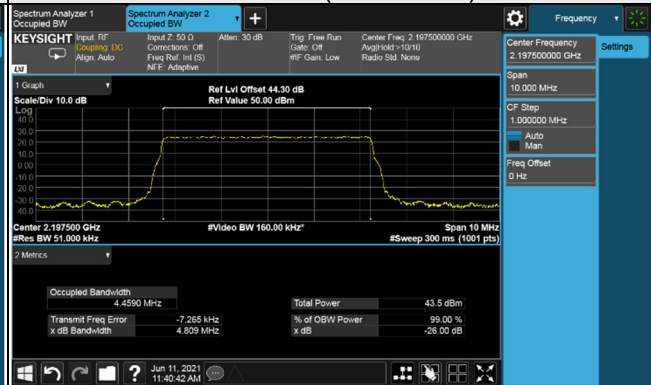 Spectrum Analyzer 1
Occupied BW
Spectrum Analyzer 2
Occupied BW
Frequency
KEYSIGHT
Input: RF
Coupling: DC
Align: Auto
Input Z: 50 Ω
Corrections: Off
Freq Ref: Int (S)
NFE: Adaptive
Atten: 30 dB
Trig: Free Run
Gate: Off
#IF Gain: Low
Center Freq: 2.197500000 GHz
Avg|Hold:>10/10
Radio Std: None
LXI
Center Frequency
2.197500000 GHz
Settings
Span
10.000 MHz
CF Step
1.000000 MHz
Auto
Man
Freq Offset
0 Hz
1 Graph
Scale/Div 10.0 dB
Ref Lvl Offset 44.30 dB
Ref Value 50.00 dBm
Log
40.0
30.0
20.0
10.0
0.00
-10.0
-20.0
-30.0
-40.0
Center 2.197500 GHz
#Res BW 51.000 kHz
#Video BW 160.00 kHz*
Span 10 MHz
#Sweep 300 ms (1001 pts)
2 Metrics
Occupied Bandwidth
4.4590 MHz
Total Power 43.5 dBm
Transmit Freq Error -7.265 kHz
% of OBW Power 99.00 %
x dB Bandwidth 4.809 MHz
x dB -26.00 dB
Jun 11, 2021
11:40:42 AM